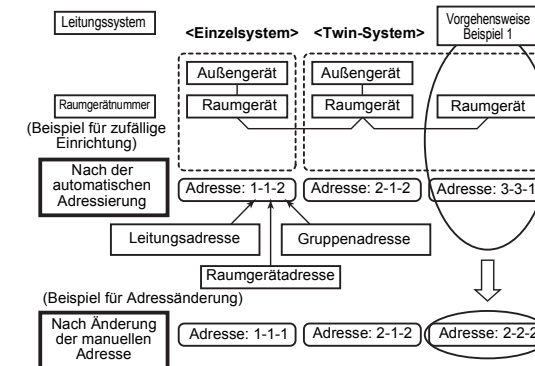 Leitungssystem
<Einzelsystem>
<Twin-System>
Vorgehensweise
Beispiel 1
Außengerät
Außengerät
Raumgerätnummer
Raumgerät
Raumgerät
Raumgerät
(Beispiel für zufällige
Einrichtung)
Nach der
automatischen
Adressierung
Adresse: 1-1-2
Adresse: 2-1-2
Adresse: 3-3-1
Leitungsadresse
Gruppenadresse
Raumgerätadresse
(Beispiel für Adressänderung)
Nach Änderung
der manuellen
Adresse
Adresse: 1-1-1
Adresse: 2-1-2
Adresse: 2-2-2